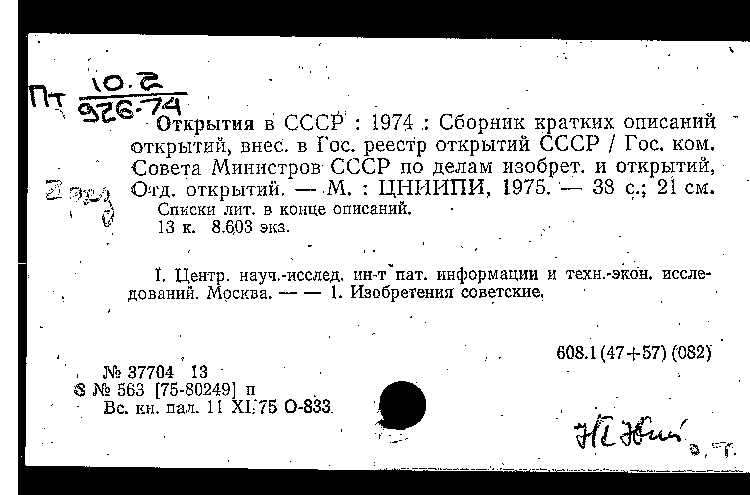 Пт 10.2
926-74
Открытия в СССР : 1974 : Сборник кратких описаний
открытий, внес. в Гос. реестр открытий СССР / Гос. ком.
Совета Министров СССР по делам изобрет. и открытий,
Отд. открытий. — М. : ЦНИИПИ, 1975. — 38 с.; 21 см.
Списки лит. в конце описаний.
13 к. 8.603 экз.
I. Центр. науч.-исслед. ин-т пат. информации и техн.-экон. иссле-
дований. Москва. — — 1. Изобретения советские.
608.1 (47+57) (082)
№ 37704 13
№ 563 [75-80249] п
Вс. кн. пал. 11 XI.75 О-833